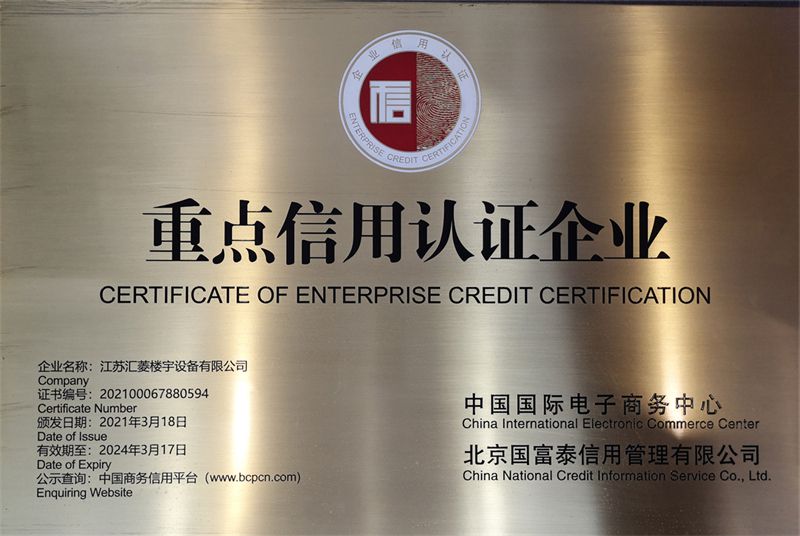 企业信用认证
信
ENTERPRISE CREDIT CERTIFICATION
重点信用认证企业
CERTIFICATE OF ENTERPRISE CREDIT CERTIFICATION
企业名称：江苏汇菱楼宇设备有限公司
Company
证书编号：202100067880594
Certificate Number
颁发日期：2021年3月18日
Date of Issue
有效期至：2024年3月17日
Date of Expiry
公示查询：中国商务信用平台（www.bcpcn.com）
Enquiring Website
中国国际电子商务中心
China International Electronic Commerce Center
北京国富泰信用管理有限公司
China National Credit Information Service Co., Ltd.